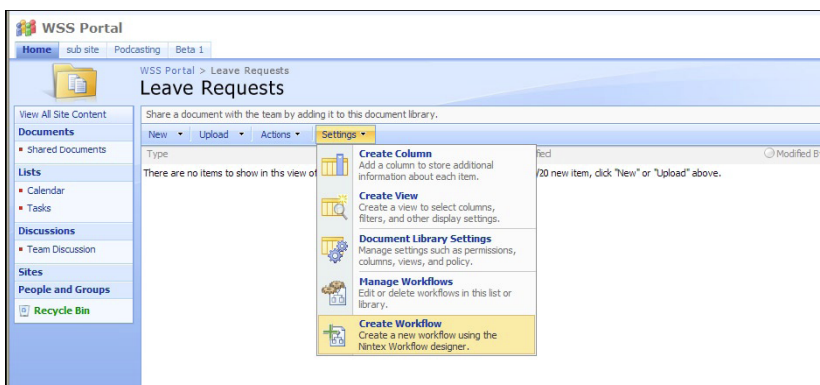 WSS Portal
Home sub site Podcasting Beta 1
WSS Portal > Leave Requests
Leave Requests
View All Site Content
Documents
Shared Documents
Lists
Calendar
Tasks
Discussions
Team Discussion
Sites
People and Groups
Recycle Bin
Share a document with the team by adding it to this document library.
New Upload Actions Settings
Type
Create Column
Add a column to store additional
information about each item.
Create View
Create a view to select columns,
filters, and other display settings.
Document Library Settings
Manage settings such as permissions,
columns, views, and policy.
Manage Workflows
Edit or delete workflows in this list or
library.
Create Workflow
Create a new workflow using the
Nintex Workflow designer.
fied Modified B
There are no items to show in ths view of
/20 new item, click "New" or "Upload" above.